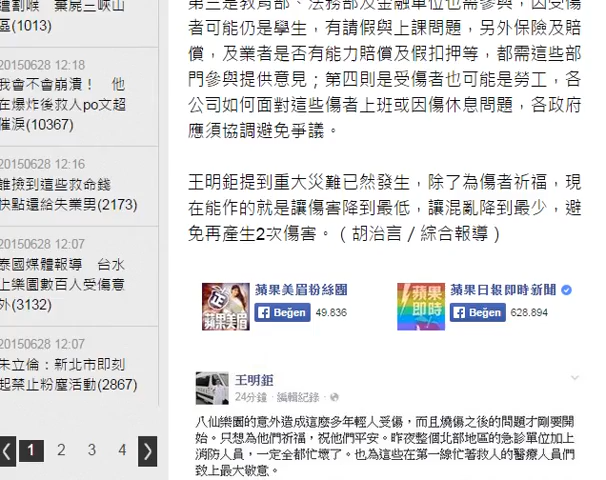 遭割喉　棄屍三峽山
區(1013)
20150628 12:18
我會不會崩潰！　他
在爆炸後救人po文超
催淚(10367)
20150628 12:16
誰撿到這些救命錢
快點還給失業男(2173)
20150628 12:07
泰國媒體報導　台水
上樂園數百人受傷意
外(3132)
20150628 12:07
朱立倫：新北市即刻
起禁止粉塵活動(2867)
1 2 3 4
第三是教育部、法務部及金融單位也需參與，因受傷
者可能仍是學生，有請假與上課問題，另外保險及賠
償，及業者是否有能力賠償及假扣押等，都需這些部
門參與提供意見；第四則是受傷者也可能是勞工，各
公司如何面對這些傷者上班或因傷休息問題，各政府
應須協調避免爭議。
王明鉅提到重大災難已然發生，除了為傷者祈福，現
在能作的就是讓傷害降到最低，讓混亂降到最少，避
免再產生2次傷害。（胡治言／綜合報導）
蘋果美眉
蘋果美眉粉絲團
Beğen 49.836
蘋果即時
蘋果日報即時新聞
Beğen 628.894
王明鉅
24分鐘 · 編輯紀錄 ·
八仙樂園的意外造成這麼多年輕人受傷，而且燒傷之後的問題才剛要開
始。只想為他們祈福，祝他們平安。昨夜整個北部地區的急診單位加上
消防人員，一定全都忙壞了。也為這些在第一線忙著救人的醫療人員們
致上最大敬意。